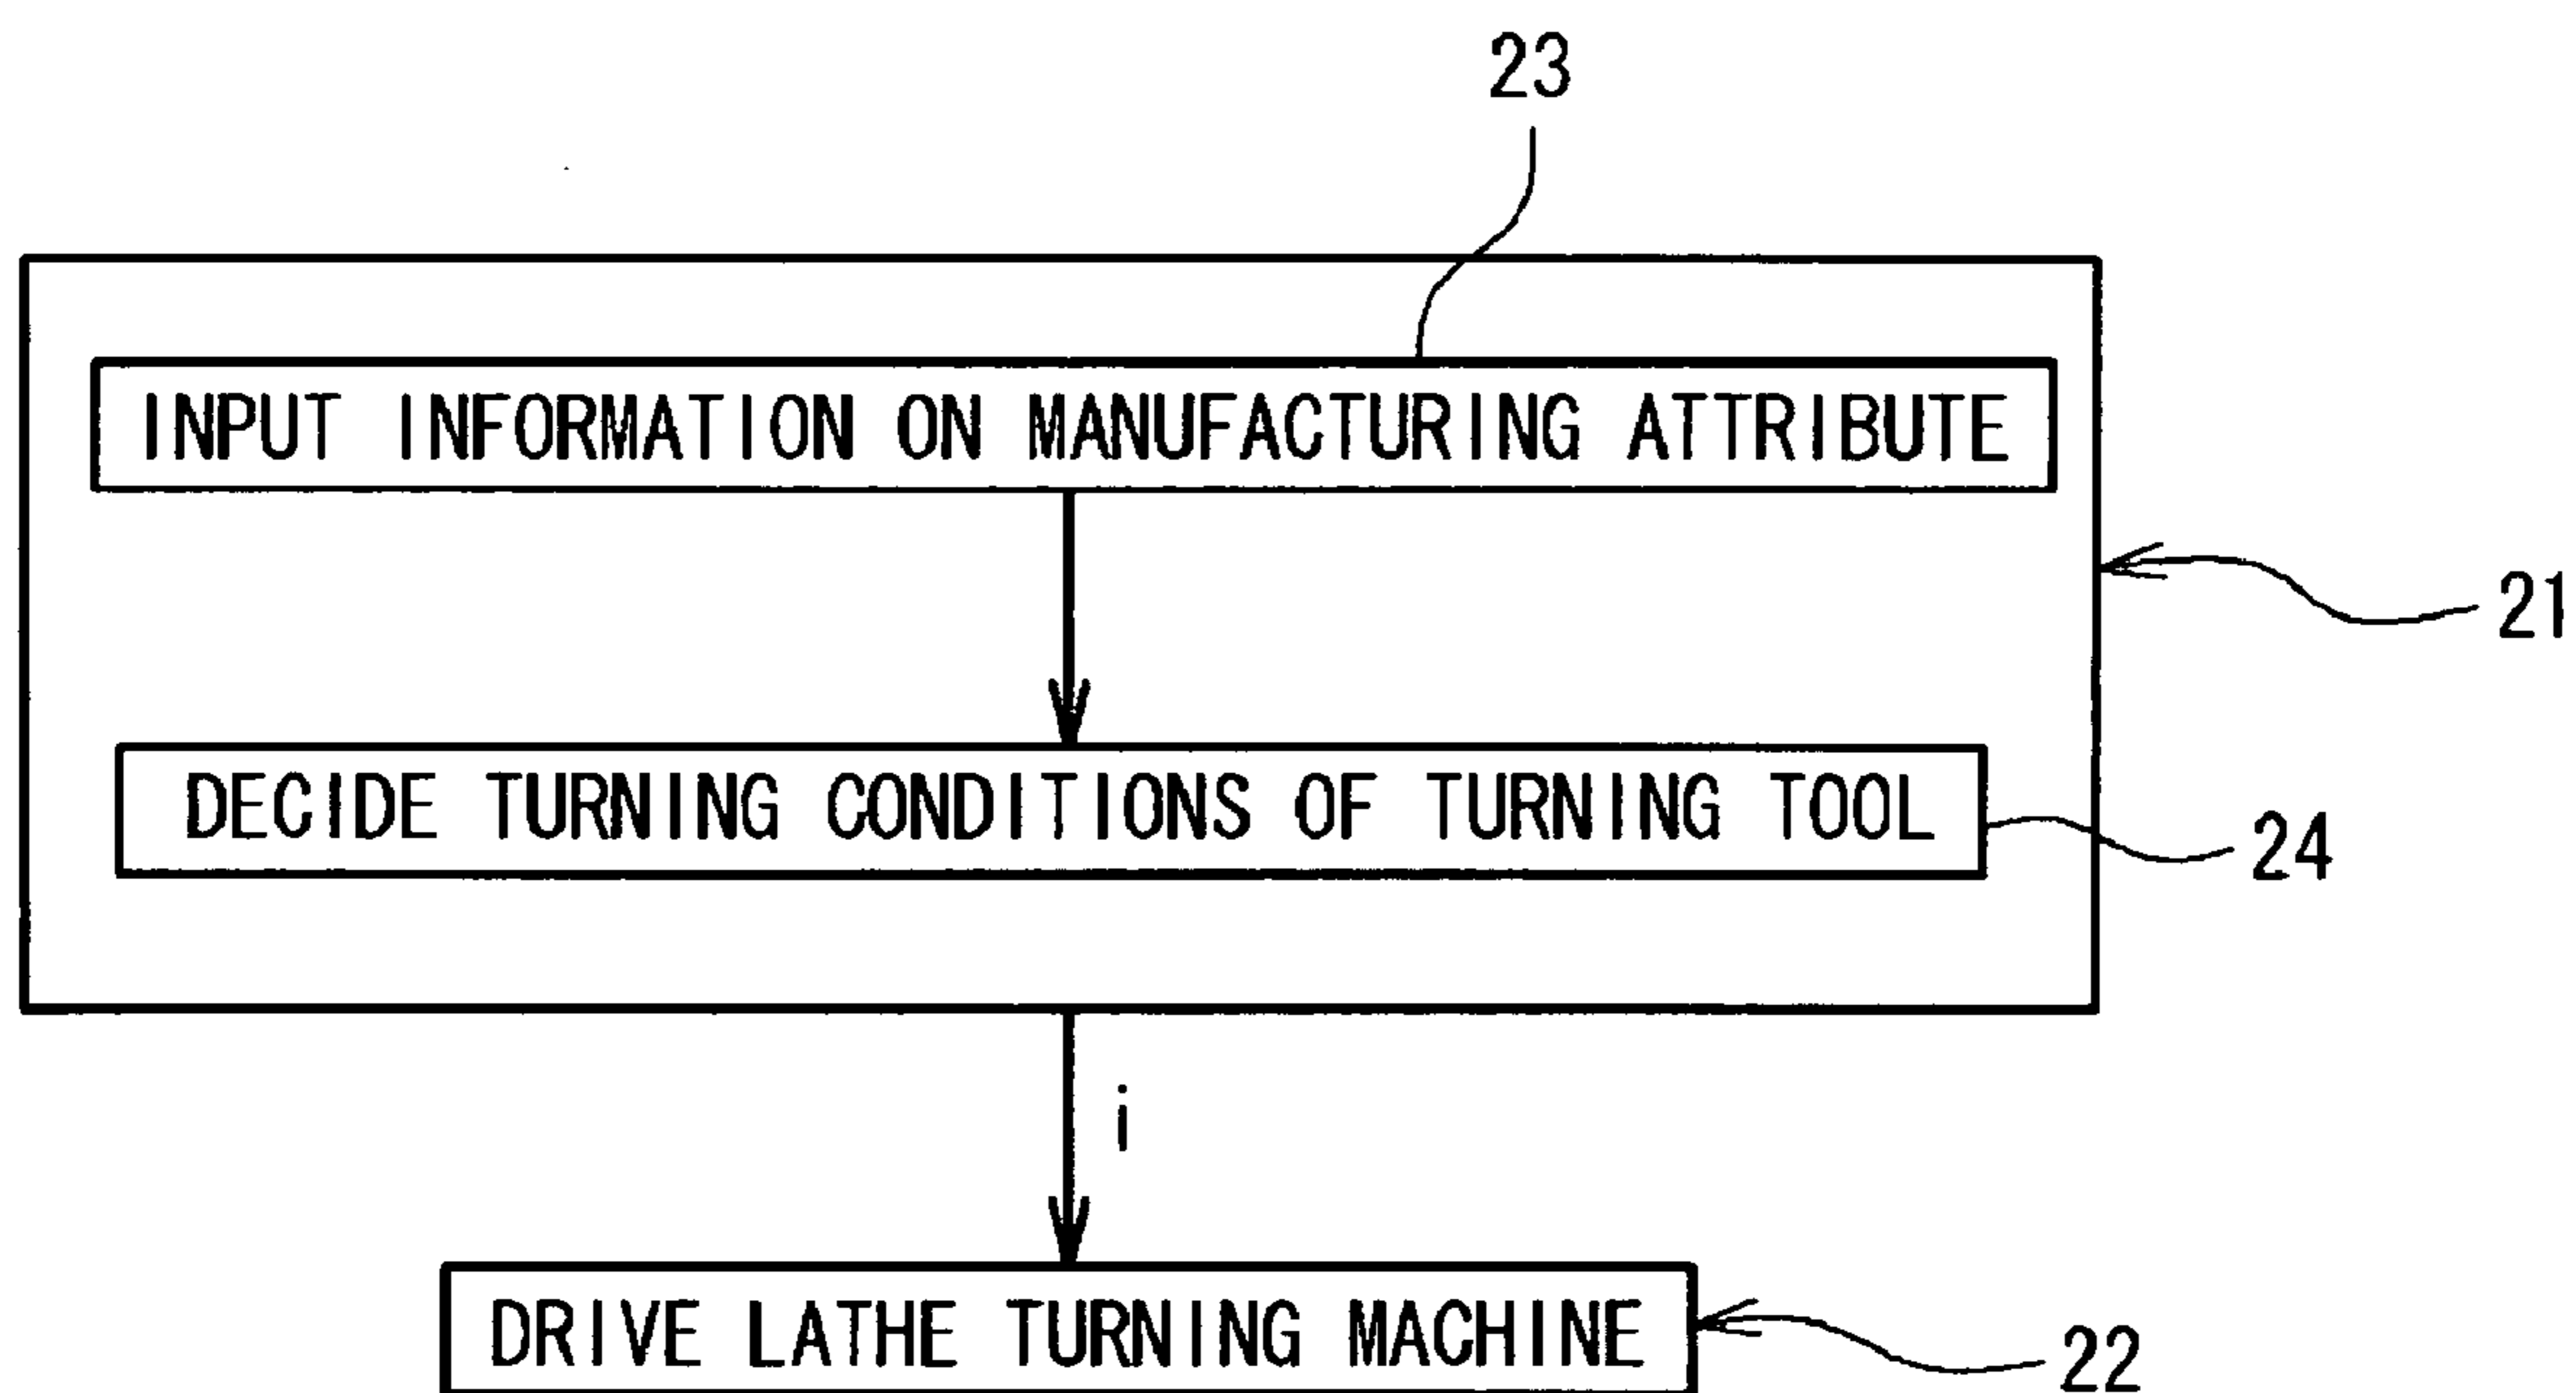 23
INPUT INFORMATION ON MANUFACTURING ATTRIBUTE
21
DECIDE TURNING CONDITIONS OF TURNING TOOL
24
i
DRIVE LATHE TURNING MACHINE
22